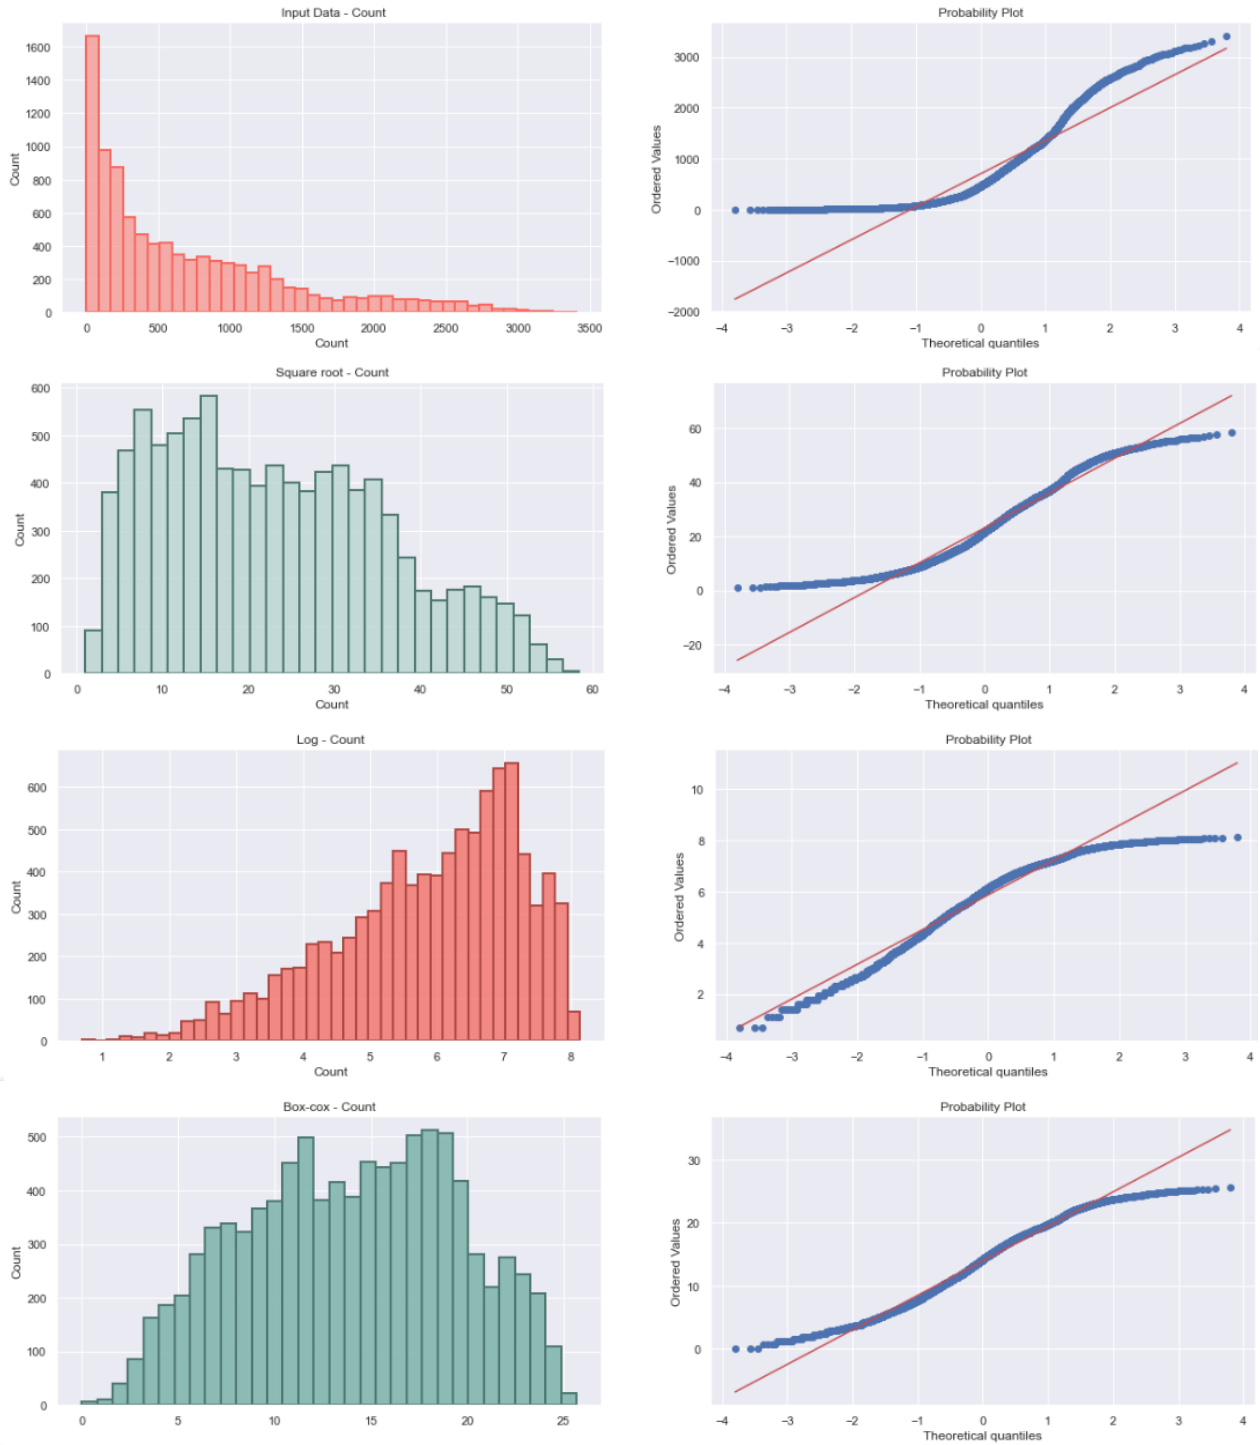 Input Data - Count
Count
1600
1400
1200
1000
800
600
400
200
0
0 500 1000 1500 2000 2500 3000 3500
Count
Probability Plot
Ordered Values
3000
2000
1000
0
−1000
−2000
−4 −3 −2 −1 0 1 2 3 4
Theoretical quantiles
Square root - Count
Count
600
500
400
300
200
100
0
0 10 20 30 40 50 60
Count
Probability Plot
Ordered Values
60
40
20
0
−20
−4 −3 −2 −1 0 1 2 3 4
Theoretical quantiles
Log - Count
Count
600
500
400
300
200
100
0
1 2 3 4 5 6 7 8
Count
Probability Plot
Ordered Values
10
8
6
4
2
−4 −3 −2 −1 0 1 2 3 4
Theoretical quantiles
Box-cox - Count
Count
500
400
300
200
100
0
0 5 10 15 20 25
Count
Probability Plot
Ordered Values
30
20
10
0
−4 −3 −2 −1 0 1 2 3 4
Theoretical quantiles